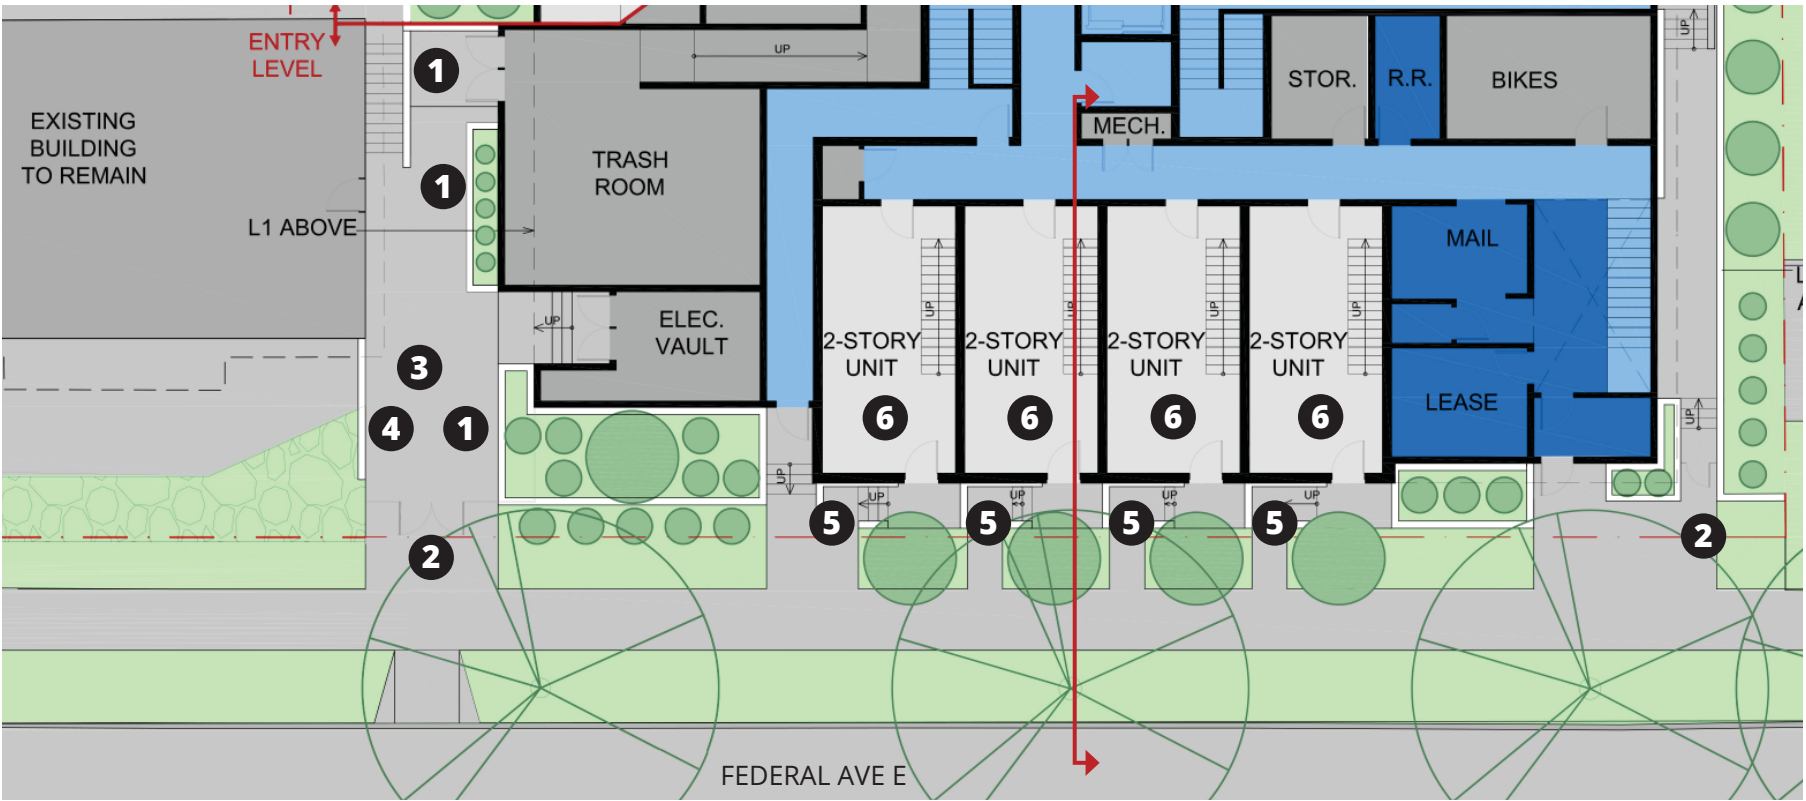 ENTRY
LEVEL
1
UP
UP
EXISTING
BUILDING
TO REMAIN
STOR.
R.R.
BIKES
MECH.
TRASH
ROOM
1
L1 ABOVE
MAIL
UP
ELEC.
VAULT
UP
UP
UP
UP
2-STORY
UNIT
2-STORY
UNIT
2-STORY
UNIT
2-STORY
UNIT
3
4
1
6
6
6
6
LEASE
UP
UP
UP
UP
UP
UP
5
5
5
5
2
2
FEDERAL AVE E